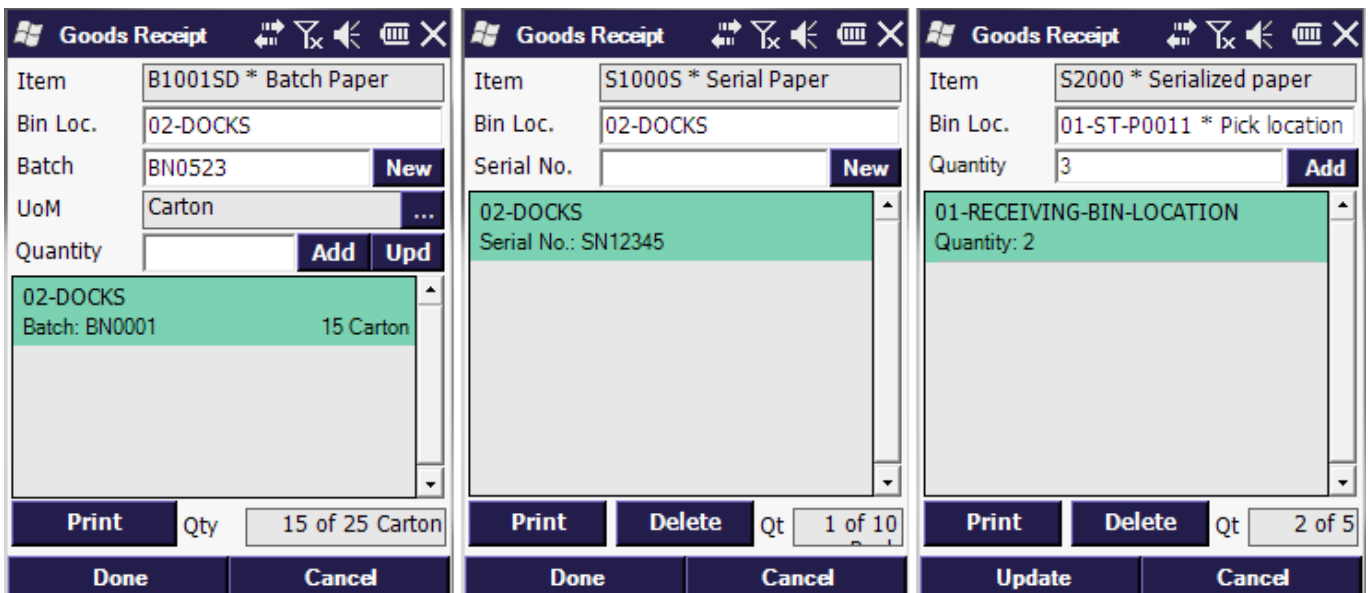 Goods Receipt
Item B1001SD * Batch Paper
Bin Loc. 02-DOCKS
Batch BN0523 New
UoM Carton ...
Quantity Add Upd
02-DOCKS
Batch: BN0001 15 Carton
Print Qty 15 of 25 Carton
Done Cancel
Goods Receipt
Item S1000S * Serial Paper
Bin Loc. 02-DOCKS
Serial No. New
02-DOCKS
Serial No.: SN12345
Print Delete Qt 1 of 10
Done Cancel
Goods Receipt
Item S2000 * Serialized paper
Bin Loc. 01-ST-P0011 * Pick location
Quantity 3 Add
01-RECEIVING-BIN-LOCATION
Quantity: 2
Print Delete Qt 2 of 5
Update Cancel